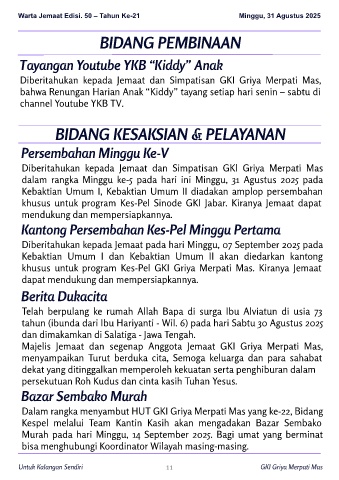 Warta Jemaat Edisi. 50 – Tahun Ke-21 Minggu, 31 Agustus 2025
BIDANG PEMBINAAN
Tayangan Youtube YKB “Kiddy” Anak
Diberitahukan kepada Jemaat dan Simpatisan GKI Griya Merpati Mas,
bahwa Renungan Harian Anak “Kiddy” tayang setiap hari senin – sabtu di
channel Youtube YKB TV.
BIDANG KESAKSIAN & PELAYANAN
Persembahan Minggu Ke-V
Diberitahukan kepada Jemaat dan Simpatisan GKI Griya Merpati Mas
dalam rangka Minggu ke-5 pada hari ini Minggu, 31 Agustus 2025 pada
Kebaktian Umum I, Kebaktian Umum II diadakan amplop persembahan
khusus untuk program Kes-Pel Sinode GKI Jabar. Kiranya Jemaat dapat
mendukung dan mempersiapkannya.
Kantong Persembahan Kes-Pel Minggu Pertama
Diberitahukan kepada Jemaat pada hari Minggu, 07 September 2025 pada
Kebaktian Umum I dan Kebaktian Umum II akan diedarkan kantong
khusus untuk program Kes-Pel GKI Griya Merpati Mas. Kiranya Jemaat
dapat mendukung dan mempersiapkannya.
Berita Dukacita
Telah berpulang ke rumah Allah Bapa di surga Ibu Alviatun di usia 73
tahun (ibunda dari Ibu Hariyanti - Wil. 6) pada hari Sabtu 30 Agustus 2025
dan dimakamkan di Salatiga - Jawa Tengah.
Majelis Jemaat dan segenap Anggota Jemaat GKI Griya Merpati Mas,
menyampaikan Turut berduka cita, Semoga keluarga dan para sahabat
dekat yang ditinggalkan memperoleh kekuatan serta penghiburan dalam
persekutuan Roh Kudus dan cinta kasih Tuhan Yesus.
Bazar Sembako Murah
Dalam rangka menyambut HUT GKI Griya Merpati Mas yang ke-22, Bidang
Kespel melalui Team Kantin Kasih akan mengadakan Bazar Sembako
Murah pada hari Minggu, 14 September 2025. Bagi umat yang berminat
bisa menghubungi Koordinator Wilayah masing-masing.
Untuk Kalangan Sendiri 11 GKI Griya Merpati Mas